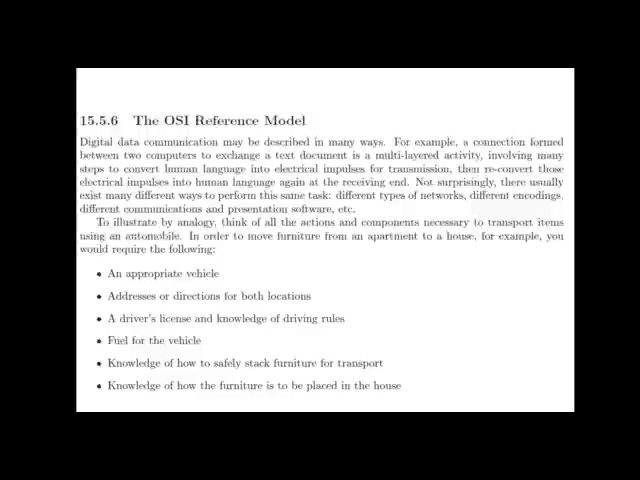 15.5.6 The OSI Reference Model
Digital data communication may be described in many ways. For example, a connection formed
between two computers to exchange a text document is a multi-layered activity, involving many
steps to convert human language into electrical impulses for transmission, then re-convert those
electrical impulses into human language again at the receiving end. Not surprisingly, there usually
exist many different ways to perform this same task: different types of networks, different encodings,
different communications and presentation software, etc.
To illustrate by analogy, think of all the actions and components necessary to transport items
using an automobile. In order to move furniture from an apartment to a house, for example, you
would require the following:
• An appropriate vehicle
• Addresses or directions for both locations
• A driver's license and knowledge of driving rules
• Fuel for the vehicle
• Knowledge of how to safely stack furniture for transport
• Knowledge of how the furniture is to be placed in the house